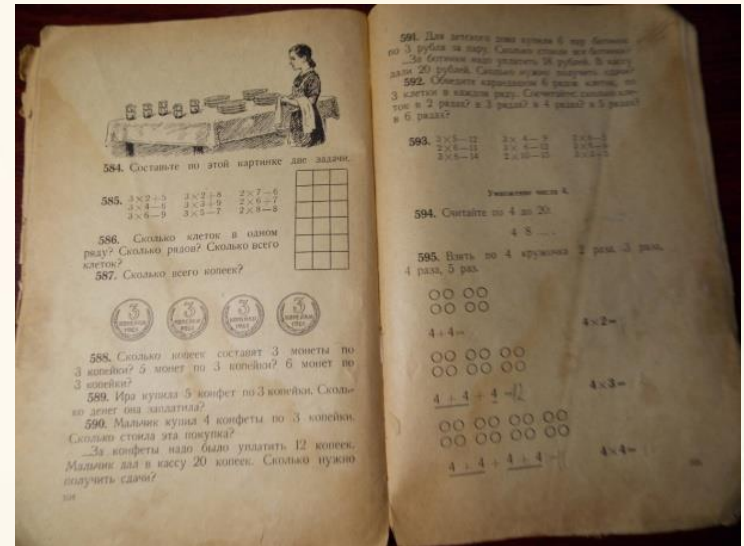 584. Составьте по этой картинке две задачи.
585. 3×2+5 3×2+8 2×7−6
3×4−6 3×3+9 2×6+7
3×6−9 3×5−7 2×8−8
586. Сколько клеток в одном
ряду? Сколько рядов? Сколько всего
клеток?
587. Сколько всего копеек?
3 КОПЕЙКИ
3 КОПЕЙКИ
3 КОПЕЙКИ
3 КОПЕЙКИ
588. Сколько копеек составят 3 монеты по
3 копейки? 5 монет по 3 копейки? 6 монет по
3 копейки?
589. Ира купила 5 конфет по 3 копейки. Сколь-
ко денег она заплатила?
590. Мальчик купил 4 конфеты по 3 копейки.
Сколько стоила эта покупка?
...За конфеты надо было уплатить 12 копеек.
Мальчик дал в кассу 20 копеек. Сколько нужно
получить сдачи?
591. Для детского дома купили 6 пар ботинок
по 3 рубля за пару. Сколько стоили все ботинки?
...За ботинки надо уплатить 18 рублей. В кассу
дали 20 рублей. Сколько нужно получить сдачи?
592. Обведите карандашом 6 рядов клеток, по
3 клетки в каждом ряду. Сосчитайте, сколько кле-
ток в 2 рядах? в 3 рядах? в 4 рядах? в 5 рядах?
в 6 рядах?
593.
Умножение числа 4.
594. Считайте по 4 до 20:
4 8 ...
595. Взять по 4 кружочка 2 раза, 3 раза,
4 раза, 5 раз.
4+4= 4×2=
4 + 4 + 4 =12 4×3=
4 + 4 + 4 + 4 = 4×4=